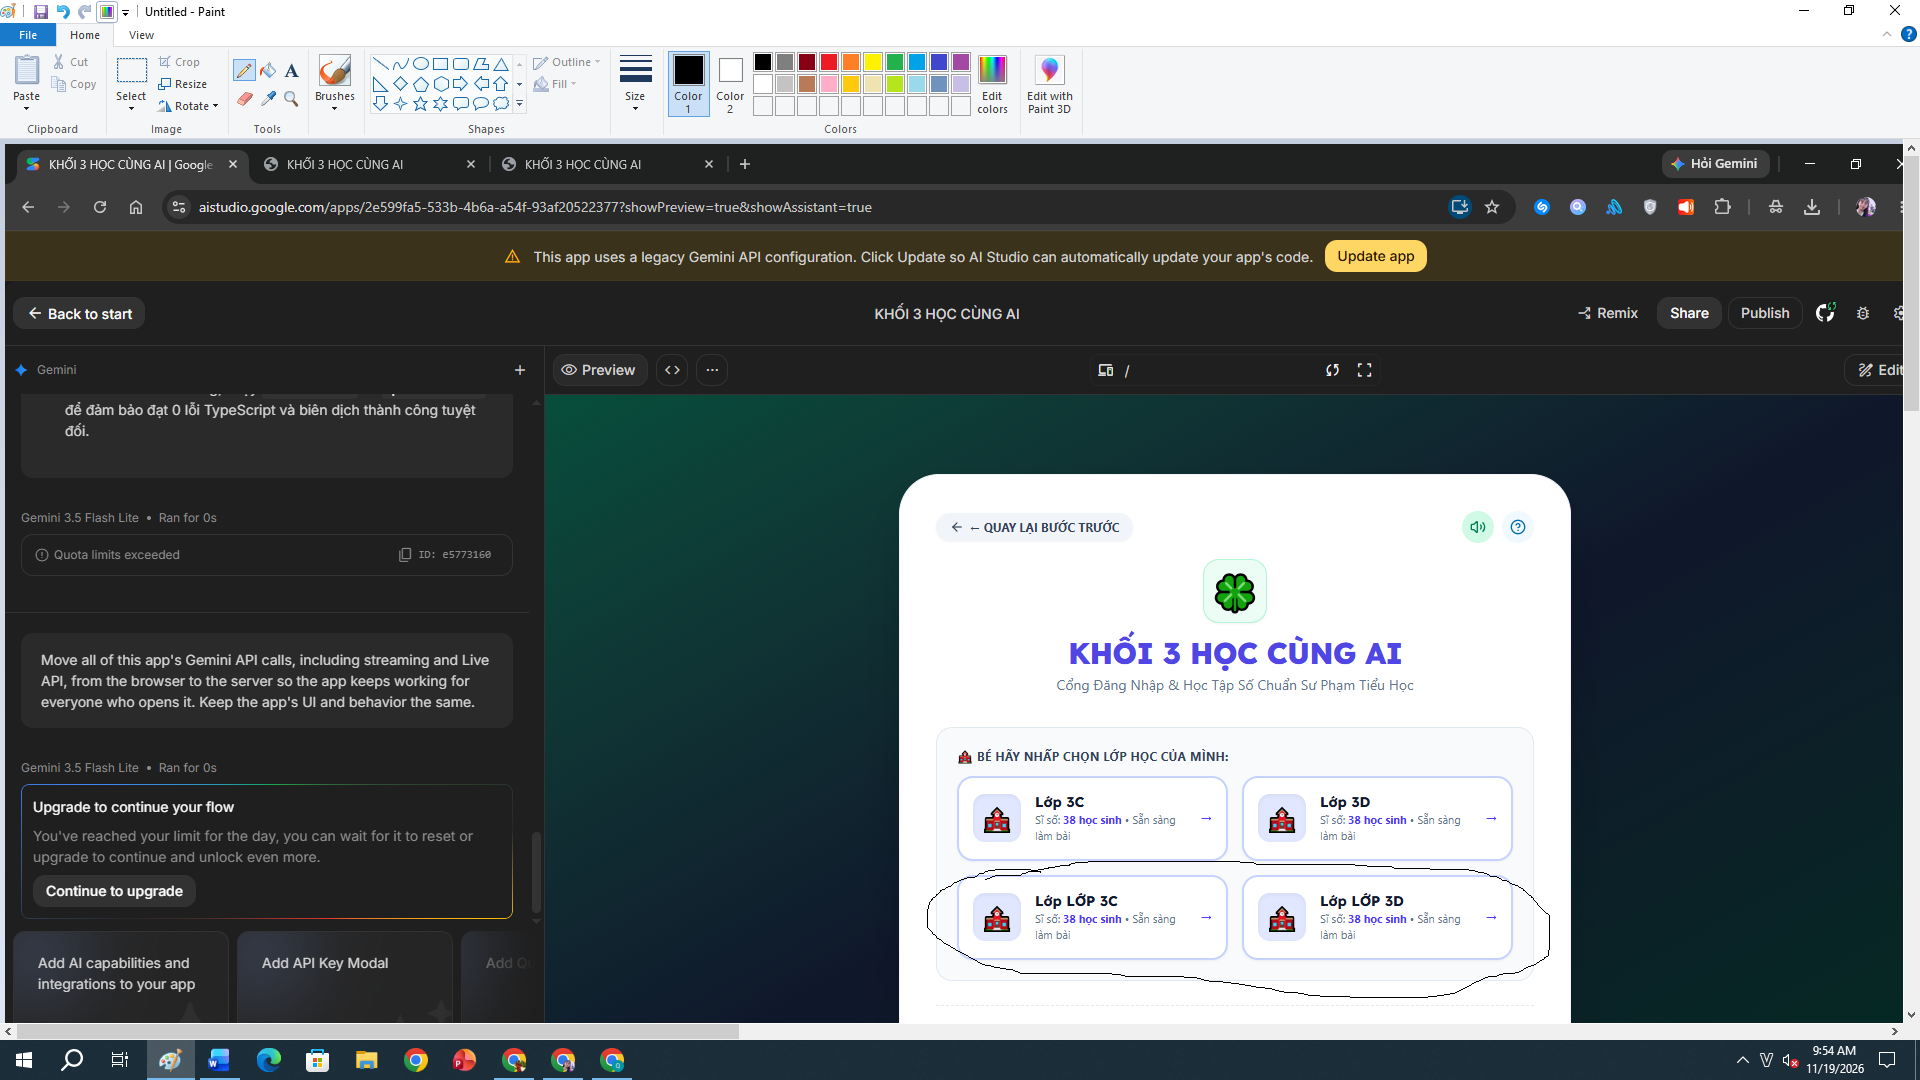 Untitled - Paint
File
Home
View
Paste
Cut
Copy
Clipboard
Select
Crop
Resize
Rotate
Image
Tools
Brushes
Shapes
Outline
Fill
Size
Color 1
Color 2
Colors
Edit colors
Edit with Paint 3D
KHỐI 3 HỌC CÙNG AI | Google
KHỐI 3 HỌC CÙNG AI
KHỐI 3 HỌC CÙNG AI
Hỏi Gemini
aistudio.google.com/apps/2e599fa5-533b-4b6a-a54f-93af20522377?showPreview=true&showAssistant=true
This app uses a legacy Gemini API configuration. Click Update so AI Studio can automatically update your app's code.
Update app
Back to start
KHỐI 3 HỌC CÙNG AI
Remix
Share
Publish
Gemini
Preview
/
Edit
để đảm bảo đạt 0 lỗi TypeScript và biên dịch thành công tuyệt
đối.
Gemini 3.5 Flash Lite • Ran for 0s
Quota limits exceeded
ID: e5773160
Move all of this app's Gemini API calls, including streaming and Live
API, from the browser to the server so the app keeps working for
everyone who opens it. Keep the app's UI and behavior the same.
Gemini 3.5 Flash Lite • Ran for 0s
Upgrade to continue your flow
You've reached your limit for the day, you can wait for it to reset or
upgrade to continue and unlock even more.
Continue to upgrade
Add AI capabilities and
integrations to your app
Add API Key Modal
← QUAY LẠI BƯỚC TRƯỚC
KHỐI 3 HỌC CÙNG AI
Cổng Đăng Nhập & Học Tập Số Chuẩn Sư Phạm Tiểu Học
BÉ HÃY NHẤP CHỌN LỚP HỌC CỦA MÌNH:
Lớp 3C
Sĩ số: 38 học sinh • Sẵn sàng
làm bài
→
Lớp 3D
Sĩ số: 38 học sinh • Sẵn sàng
làm bài
→
Lớp LỚP 3C
Sĩ số: 38 học sinh • Sẵn sàng
làm bài
→
Lớp LỚP 3D
Sĩ số: 38 học sinh • Sẵn sàng
làm bài
→
9:54 AM
11/19/2026